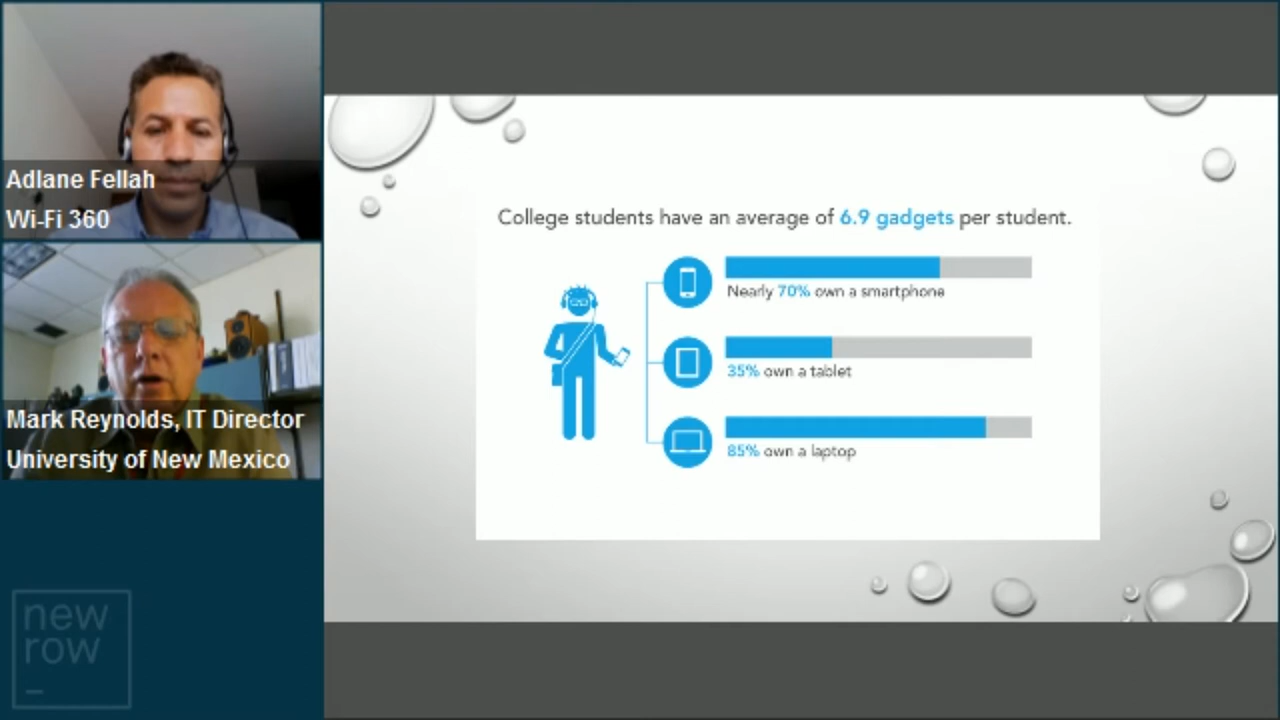 Adlane Fellah
Wi-Fi 360
Mark Reynolds, IT Director
University of New Mexico
new
row
College students have an average of 6.9 gadgets per student.
Nearly 70% own a smartphone
35% own a tablet
85% own a laptop